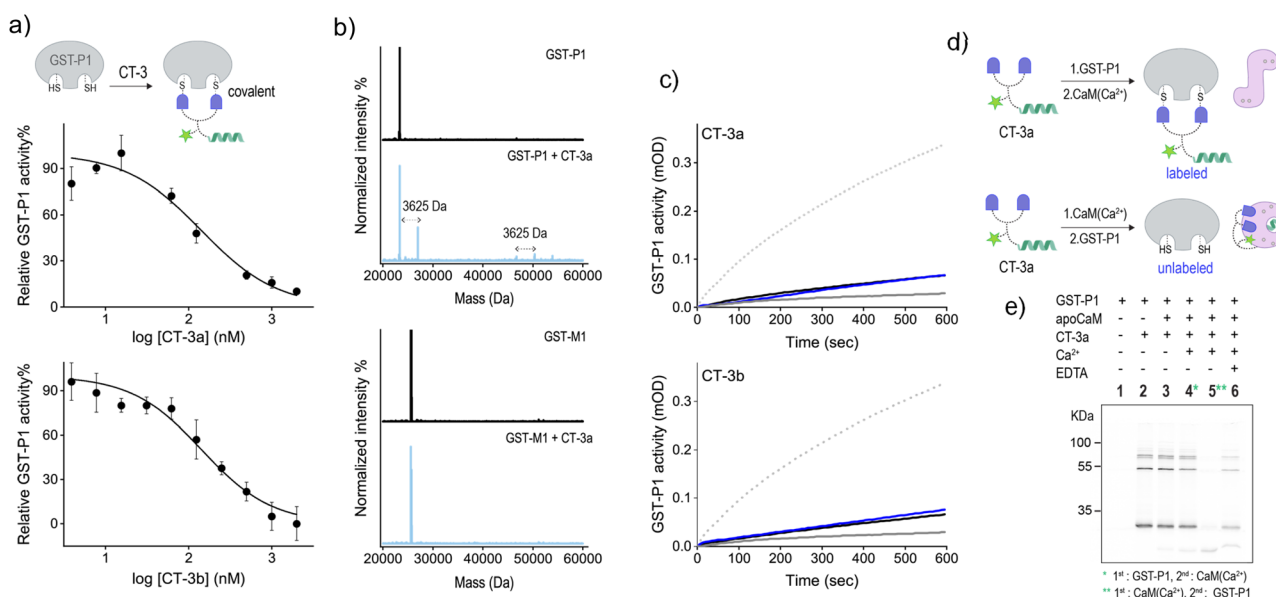 a)
GST-P1
CT-3
HS
SH
S
S
covalent
Relative GST-P1 activity%
90
60
30
0
1
2
3
log [CT-3a] (nM)
Relative GST-P1 activity%
90
60
30
0
1
2
3
log [CT-3b] (nM)
b)
GST-P1
GST-P1 + CT-3a
3625 Da
3625 Da
Normalized intensity %
20000 30000 40000 50000 60000
Mass (Da)
GST-M1
GST-M1 + CT-3a
Normalized intensity %
20000 30000 40000 50000 60000
Mass (Da)
c)
CT-3a
GST-P1 activity (mOD)
0.3
0.2
0.1
0.0
0 100 200 300 400 500 600
Time (sec)
CT-3b
GST-P1 activity (mOD)
0.3
0.2
0.1
0.0
0 100 200 300 400 500 600
Time (sec)
d)
CT-3a
1.GST-P1
2.CaM(Ca²⁺)
S
S
labeled
CT-3a
1.CaM(Ca²⁺)
2.GST-P1
HS
SH
unlabeled
e)
GST-P1 + + + + + +
apoCaM - - + + + +
CT-3a - + + + + +
Ca²⁺ - - - + + +
EDTA +
1 2 3 4* 5** 6
KDa
100
55
35
* 1st : GST-P1, 2nd : CaM(Ca²⁺)
** 1st : CaM(Ca²⁺), 2nd : GST-P1